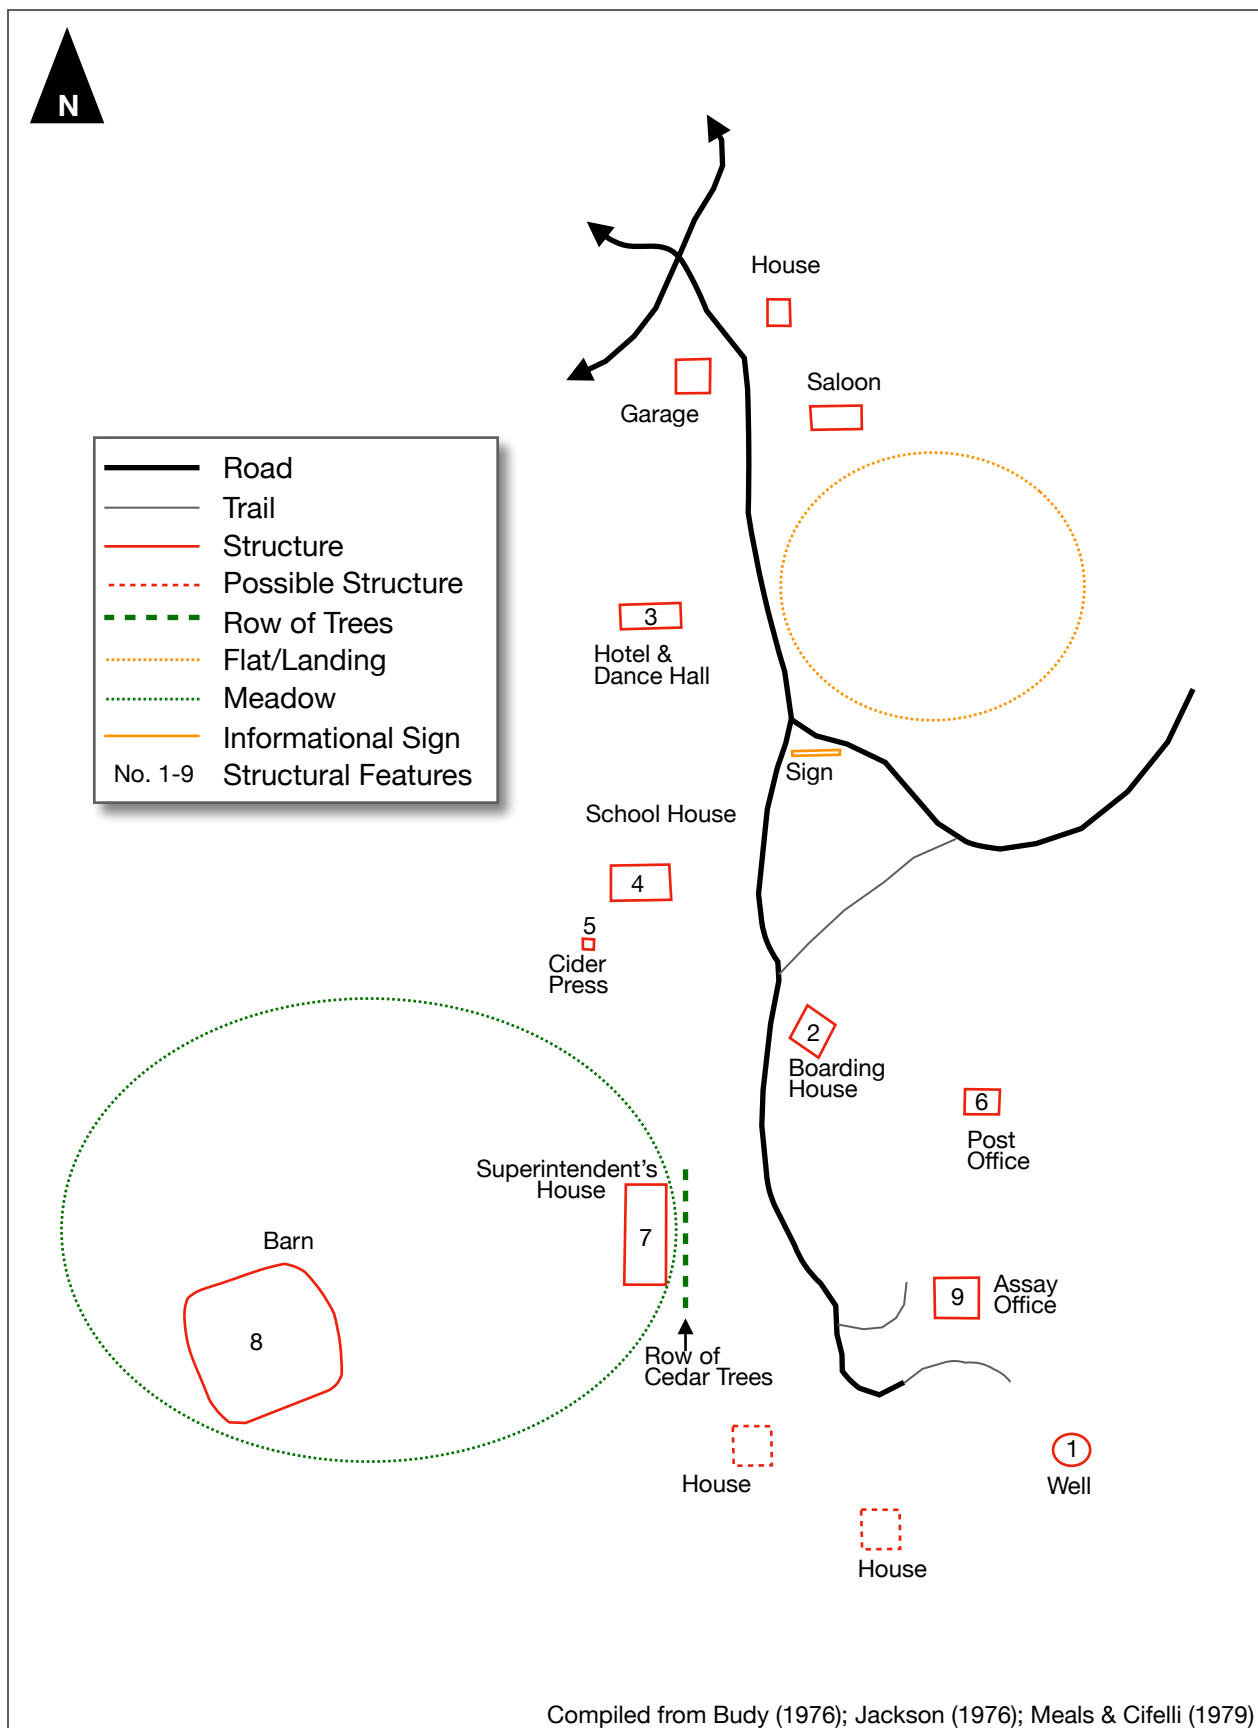 N
House
Saloon
Garage
Road
Trail
Structure
Possible Structure
Row of Trees
Flat/Landing
Meadow
Informational Sign
No. 1-9 Structural Features
3
Hotel &
Dance Hall
Sign
School House
4
5
Cider
Press
2
Boarding
House
6
Post
Office
Superintendent's
House
7
Barn
8
9
Assay
Office
Row of
Cedar Trees
House
1
Well
House
Compiled from Budy (1976); Jackson (1976); Meals & Cifelli (1979)